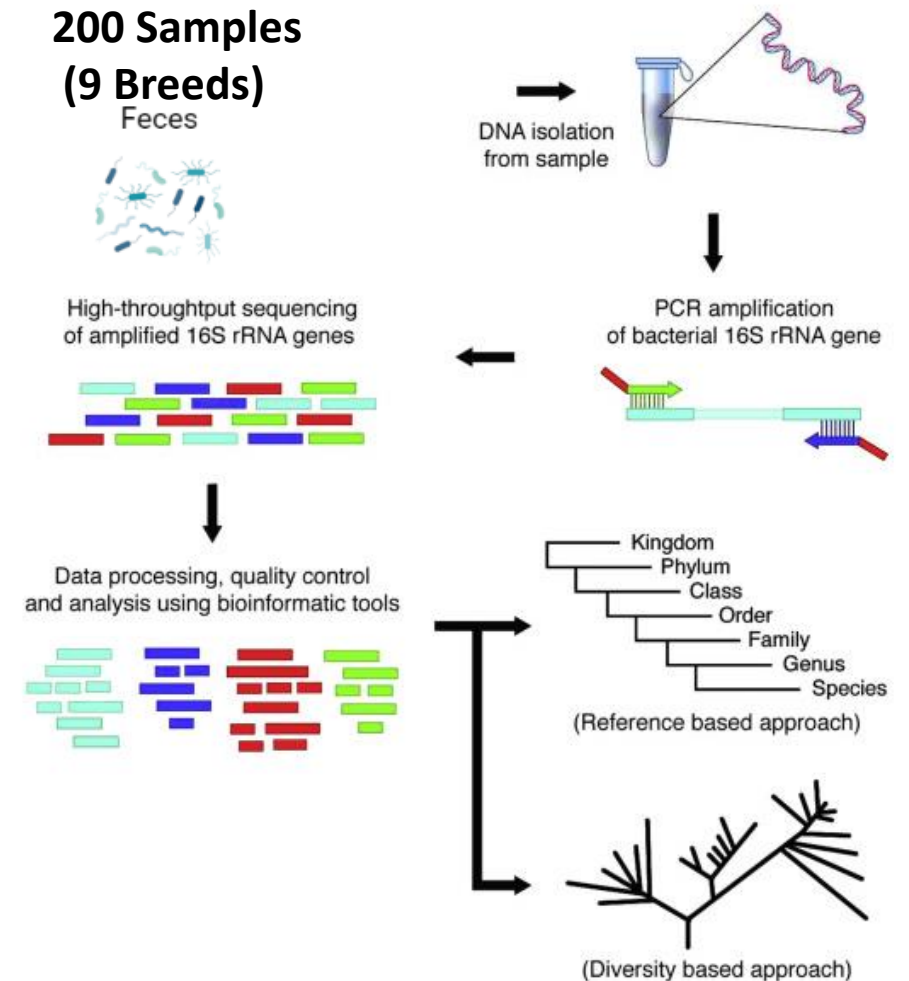 200 Samples
(9 Breeds)
Feces
DNA isolation
from sample
PCR amplification
of bacterial 16S rRNA gene
High-throughtput sequencing
of amplified 16S rRNA genes
Data processing, quality control
and analysis using bioinformatic tools
Kingdom
Phylum
Class
Order
Family
Genus
Species
(Reference based approach)
(Diversity based approach)